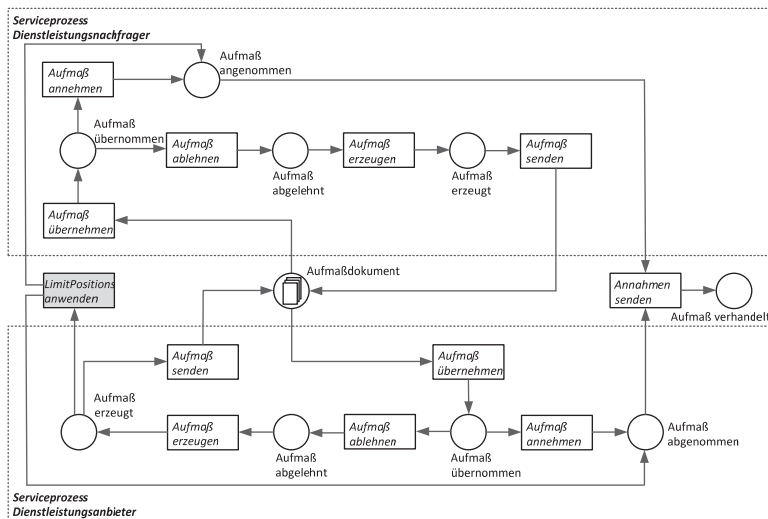 Serviceprozess
Dienstleistungsnachfrager
Aufmaß
angenommen
Aufmaß
annehmen
Aufmaß
übernommen
Aufmaß
ablehnen
Aufmaß
abgelehnt
Aufmaß
erzeugen
Aufmaß
erzeugt
Aufmaß
senden
Aufmaß
übernehmen
Aufmaßdokument
LimitPositions
anwenden
Annahmen
senden
Aufmaß verhandelt
Aufmaß
senden
Aufmaß
übernehmen
Aufmaß
erzeugt
Aufmaß
erzeugen
Aufmaß
abgelehnt
Aufmaß
ablehnen
Aufmaß
übernommen
Aufmaß
annehmen
Aufmaß
abgenommen
Serviceprozess
Dienstleistungsanbieter